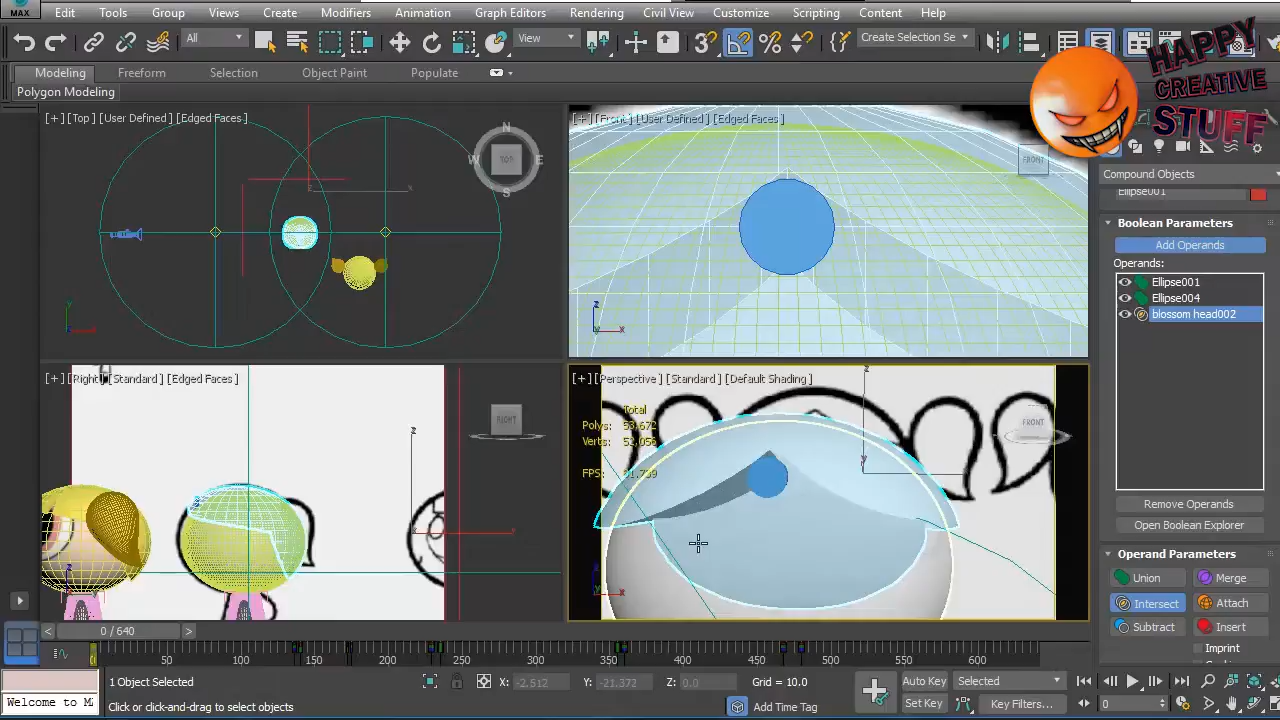 MAX Edit Tools Group Views Create Modifiers Animation Graph Editors Rendering Civil View Customize Scripting Content Help
All View Create Selection Se
HAPPY
CREATIVE
STUFF
Modeling Freeform Selection Object Paint Populate
Polygon Modeling
[+] [Top] [User Defined] [Edged Faces]
N
W TOP E
S
[+] [Front] [User Defined] [Edged Faces]
FRONT
[+] [Right] [Standard] [Edged Faces]
RIGHT
[+] [Perspective] [Standard] [Default Shading]
FRONT
Total
Polys:
Verts:
FPS:
Compound Objects
Ellipse001
Boolean Parameters
Add Operands
Operands:
Ellipse001
Ellipse004
blossom head002
Remove Operands
Open Boolean Explorer
Operand Parameters
Union Merge
Intersect Attach
Subtract Insert
Imprint
0 / 640
50 100 150 200 250 300 350 400 450 500 550 600
1 Object Selected X: -2.512 Y: -21.372 Z: 0.0 Grid = 10.0 Auto Key Selected
Welcome to M Click or click-and-drag to select objects Add Time Tag Set Key Key Filters... 0